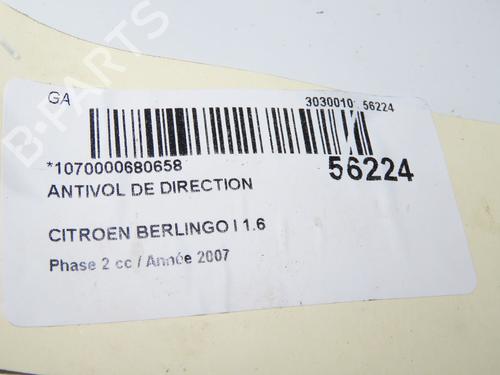 GA
3030010 56224
*1070000680658
56224
ANTIVOL DE DIRECTION
CITROEN BERLINGO I 1.6
Phase 2 cc / Année 2007
B-PARTS